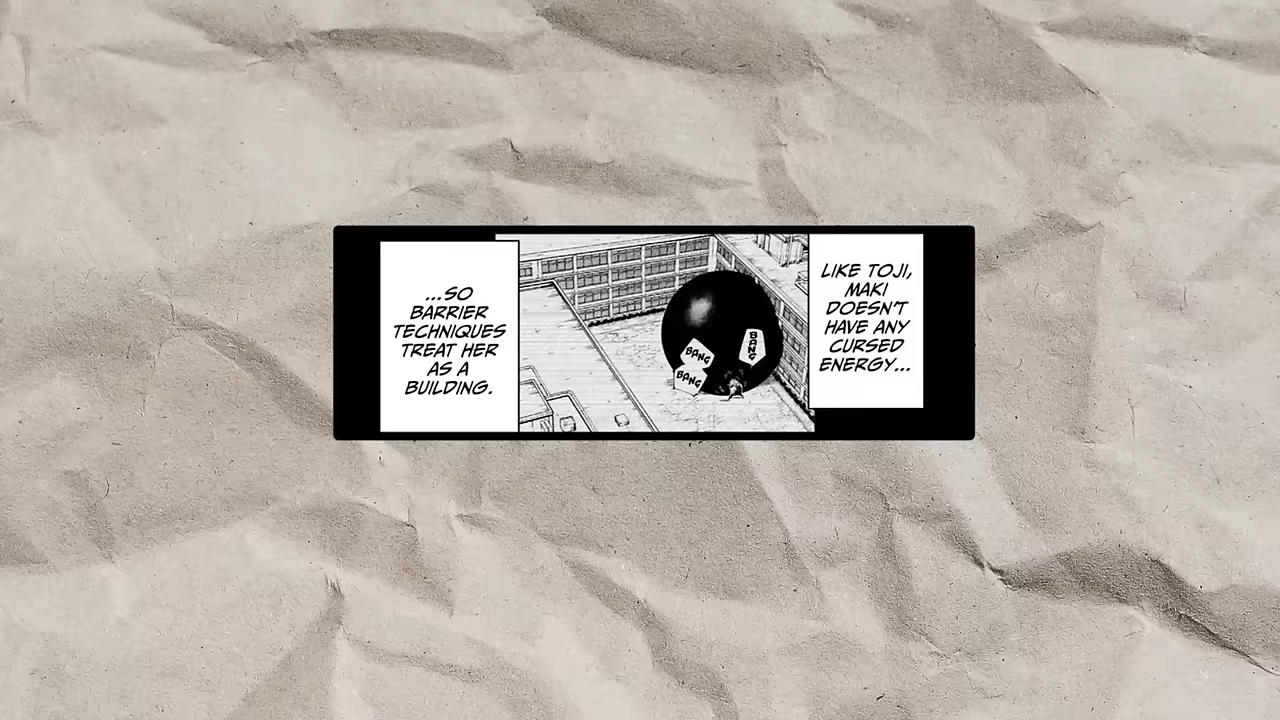 LIKE TOJI,
MAKI
DOESN'T
HAVE ANY
CURSED
ENERGY...
BANG
BANG
BANG
...SO
BARRIER
TECHNIQUES
TREAT HER
AS A
BUILDING.